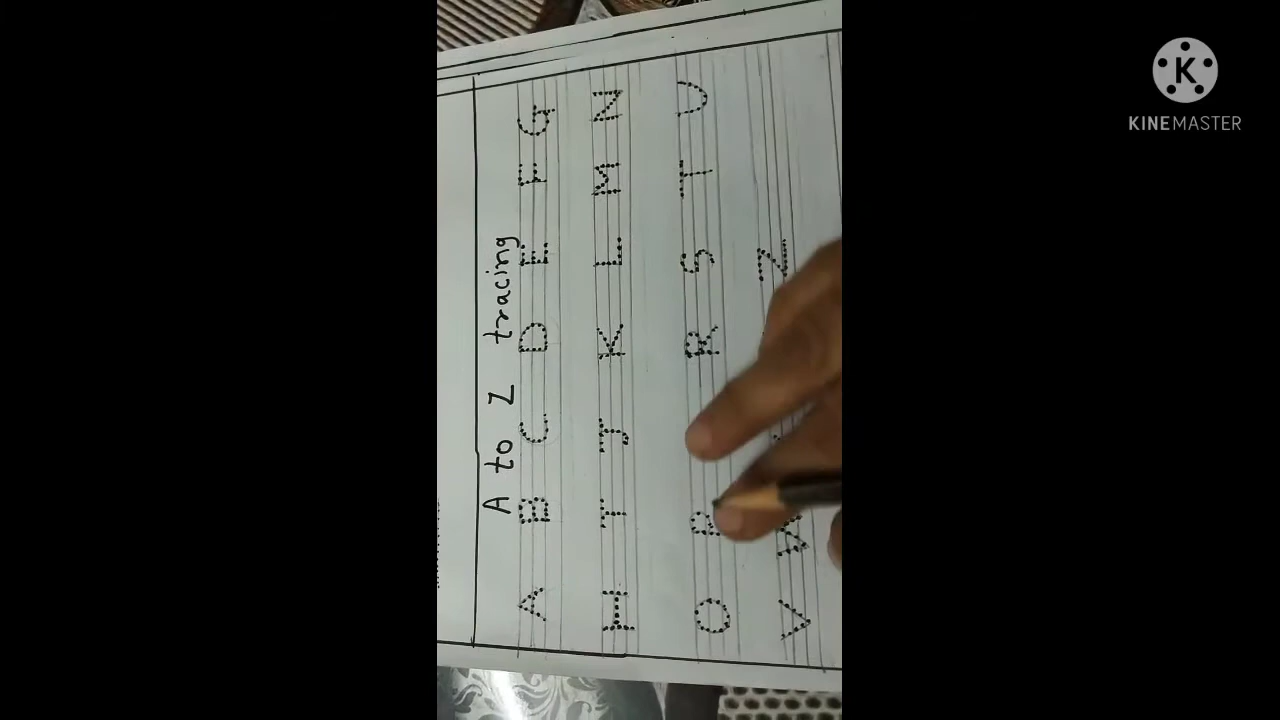 A to Z tracing
A B C D E F G
H I J K L M N
O P R S T U
V W Z
KINEMASTER